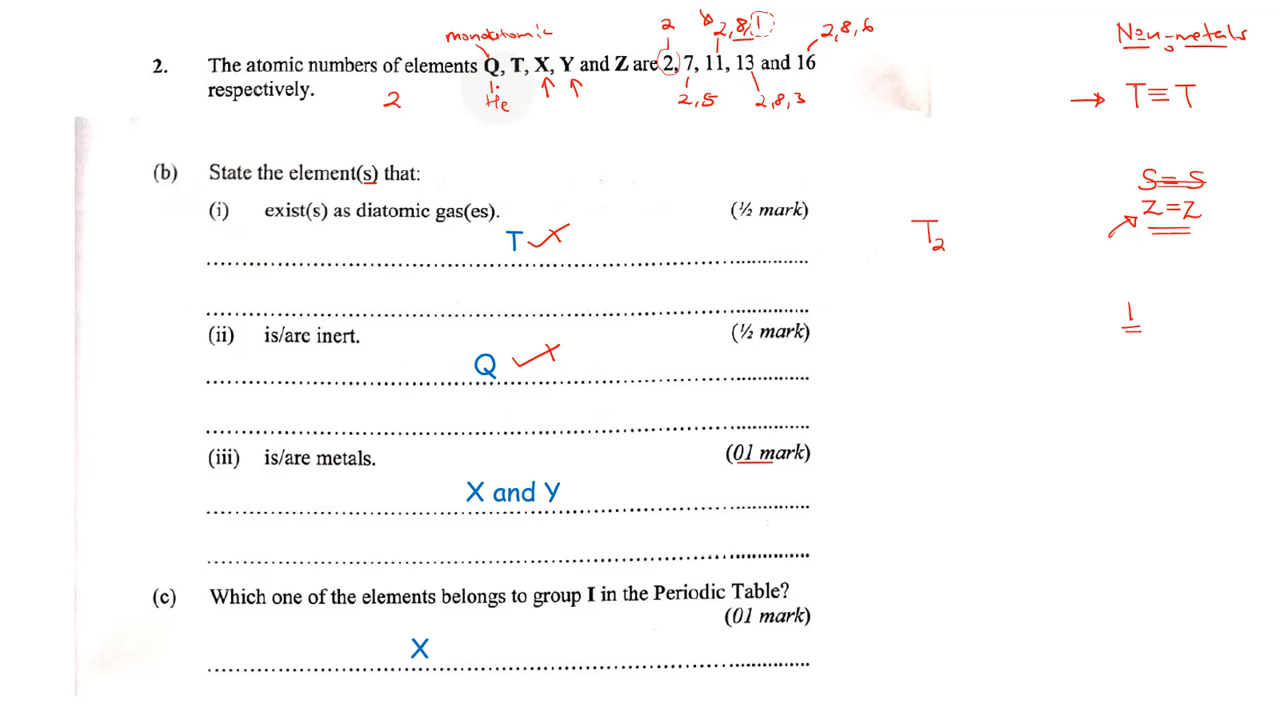 2 2,8,1 2,8,6 Non-metals
monoatomic
2. The atomic numbers of elements Q, T, X, Y and Z are 2, 7, 11, 13 and 16
respectively.
2 He 2,5 2,8,3 T≡T
(b) State the element(s) that:
S=S
(i) exist(s) as diatomic gas(es). (½ mark) Z=Z
T T₂
(ii) is/are inert. (½ mark) 1
Q
(iii) is/are metals. (01 mark)
X and Y
(c) Which one of the elements belongs to group I in the Periodic Table?
(01 mark)
X